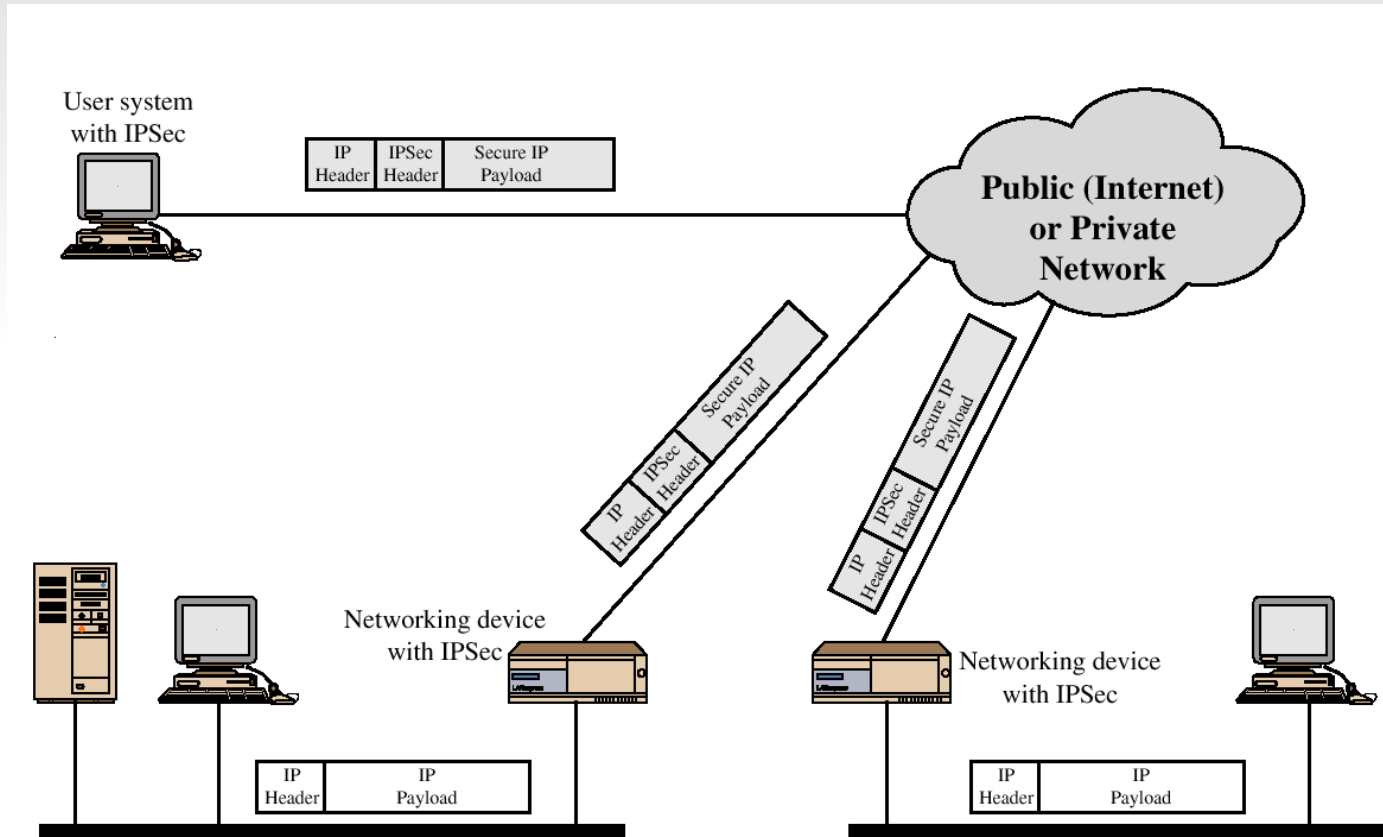 User system
with IPSec
IP
Header
IPSec
Header
Secure IP
Payload
Public (Internet)
or Private
Network
IP
Header
IPSec
Header
Secure IP
Payload
IP
Header
IPSec
Header
Secure IP
Payload
Networking device
with IPSec
Networking device
with IPSec
IP
Header
IP
Payload
IP
Header
IP
Payload